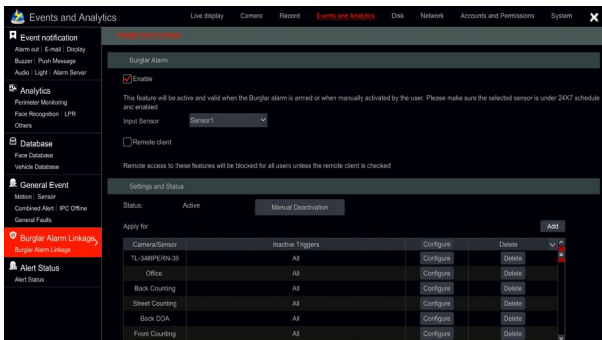 Events and Analytics
Live display Camera Record Events and Analytics Disk Network Accounts and Permissions System X
Event notification
Alarm out | E-mail | Display
Buzzer | Push Message
Audio | Light | Alarm Server
Analytics
Perimeter Monitoring
Face Recognition | LPR
Others
Database
Face Database
Vehicle Database
General Event
Motion | Sensor
Combined Alert | IPC Offline
General Faults
Burglar Alarm Linkage
Burglar Alarm Linkage
Alert Status
Alert Status
Burglar Alarm Linkage
Burglar Alarm
Enable
This feature will be active and valid when the Burglar alarm is armed or when manually activated by the user. Please make sure the selected sensor is under 24X7 schedule
and enabled
Input Sensor Sensor1
Remote client
Remote access to these features will be blocked for all users unless the remote client is checked
Settings and Status
Status: Active Manual Deactivation
Apply for Add
Camera/Sensor Inactive Triggers Configure Delete
All Configure Delete
Office All Configure Delete
Back Counting All Configure Delete
Street Counting All Configure Delete
Back DDA All Configure Delete
Front Counting All Configure Delete